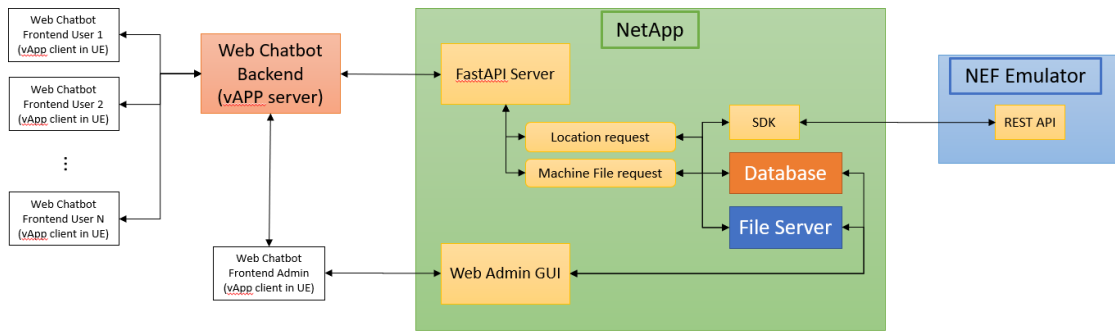 Web Chatbot
Frontend User 1
(vApp client in UE)
Web Chatbot
Frontend User 2
(vApp client in UE)
...
Web Chatbot
Frontend User N
(vApp client in UE)
Web Chatbot
Backend
(vAPP server)
Web Chatbot
Frontend Admin
(vApp client in UE)
NetApp
FastAPI Server
Location request
Machine File request
SDK
Database
File Server
Web Admin GUI
NEF Emulator
REST API